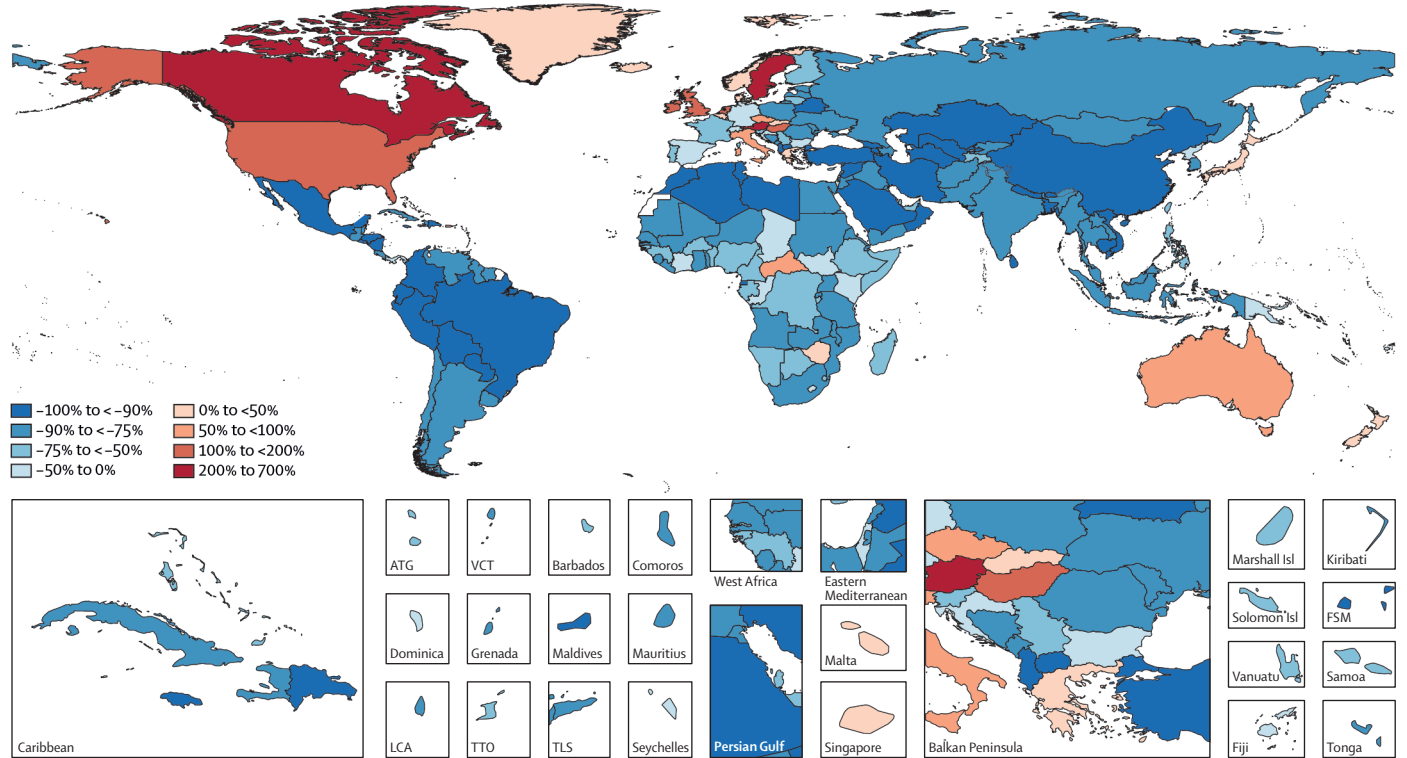 −100% to < −90%
−90% to <−75%
−75% to <−50%
−50% to 0%
0% to <50%
50% to <100%
100% to <200%
200% to 700%
Caribbean
ATG
VCT
Barbados
Comoros
Dominica
Grenada
Maldives
Mauritius
LCA
TTO
TLS
Seychelles
West Africa
Eastern
Mediterranean
Persian Gulf
Malta
Singapore
Balkan Peninsula
Marshall Isl
Kiribati
Solomon Isl
FSM
Vanuatu
Samoa
Fiji
Tonga